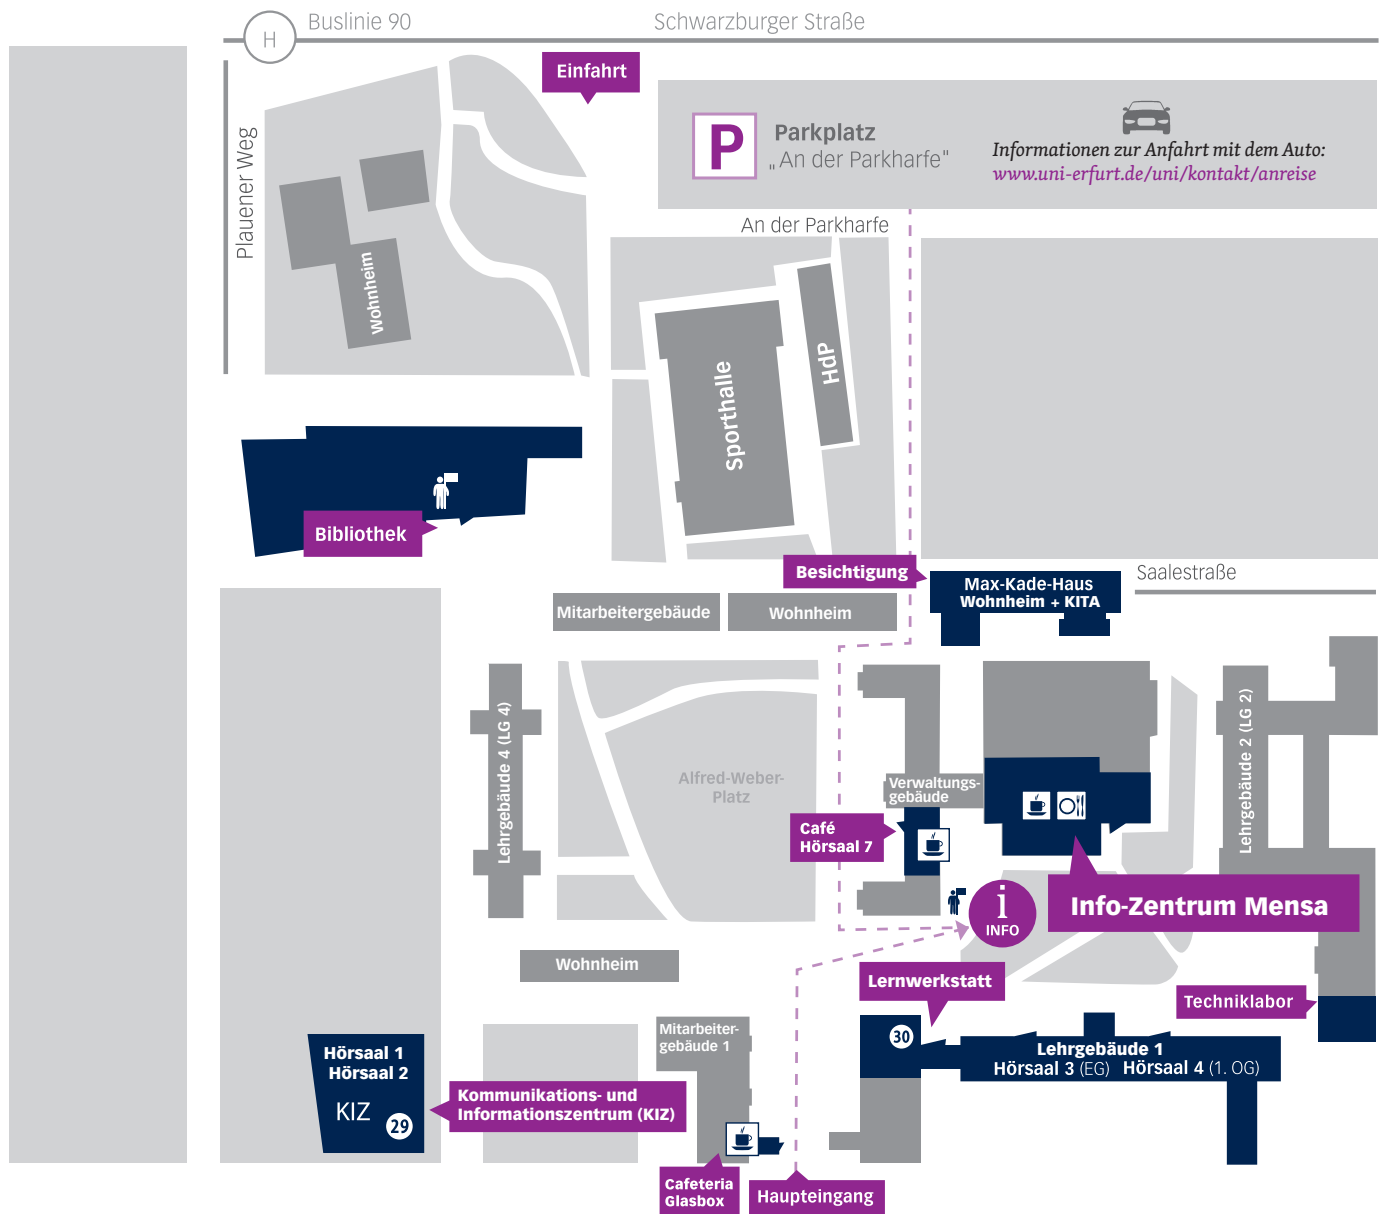 Buslinie 90
Schwarzburger Straße
H
Einfahrt
Plauener Weg
P
Parkplatz
„An der Parkharfe"
Informationen zur Anfahrt mit dem Auto:
www.uni-erfurt.de/uni/kontakt/anreise
An der Parkharfe
Wohnheim
Sporthalle
HdP
Bibliothek
Besichtigung
Max-Kade-Haus
Wohnheim + KITA
Saalestraße
Mitarbeitergebäude
Wohnheim
Lehrgebäude 4 (LG 4)
Alfred-Weber-
Platz
Verwaltungs-
gebäude
Lehrgebäude 2 (LG 2)
Café
Hörsaal 7
i
INFO
Info-Zentrum Mensa
Wohnheim
Lernwerkstatt
Techniklabor
Mitarbeiter-
gebäude 1
30
Lehrgebäude 1
Hörsaal 3 (EG) Hörsaal 4 (1. OG)
Hörsaal 1
Hörsaal 2
KIZ
29
Kommunikations- und
Informationszentrum (KIZ)
Cafeteria
Glasbox
Haupteingang